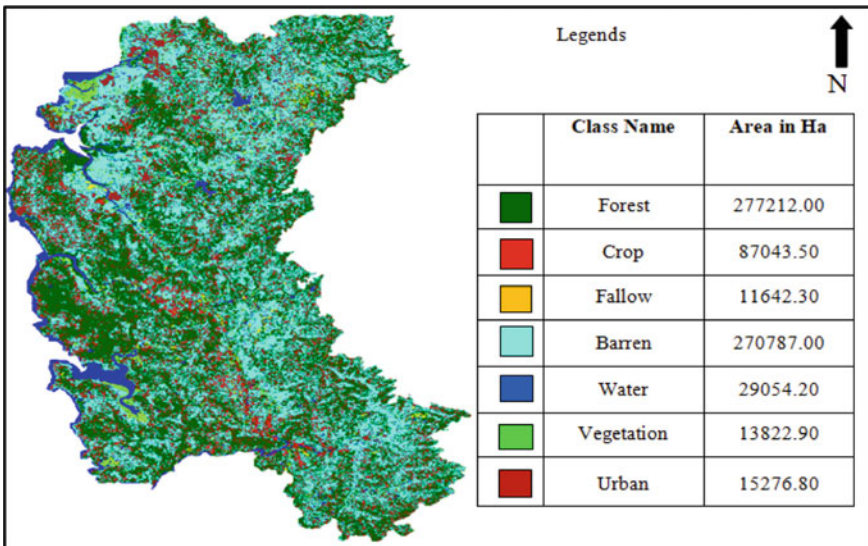 Legends
N
Class Name Area in Ha
Forest 277212.00
Crop 87043.50
Fallow 11642.30
Barren 270787.00
Water 29054.20
Vegetation 13822.90
Urban 15276.80